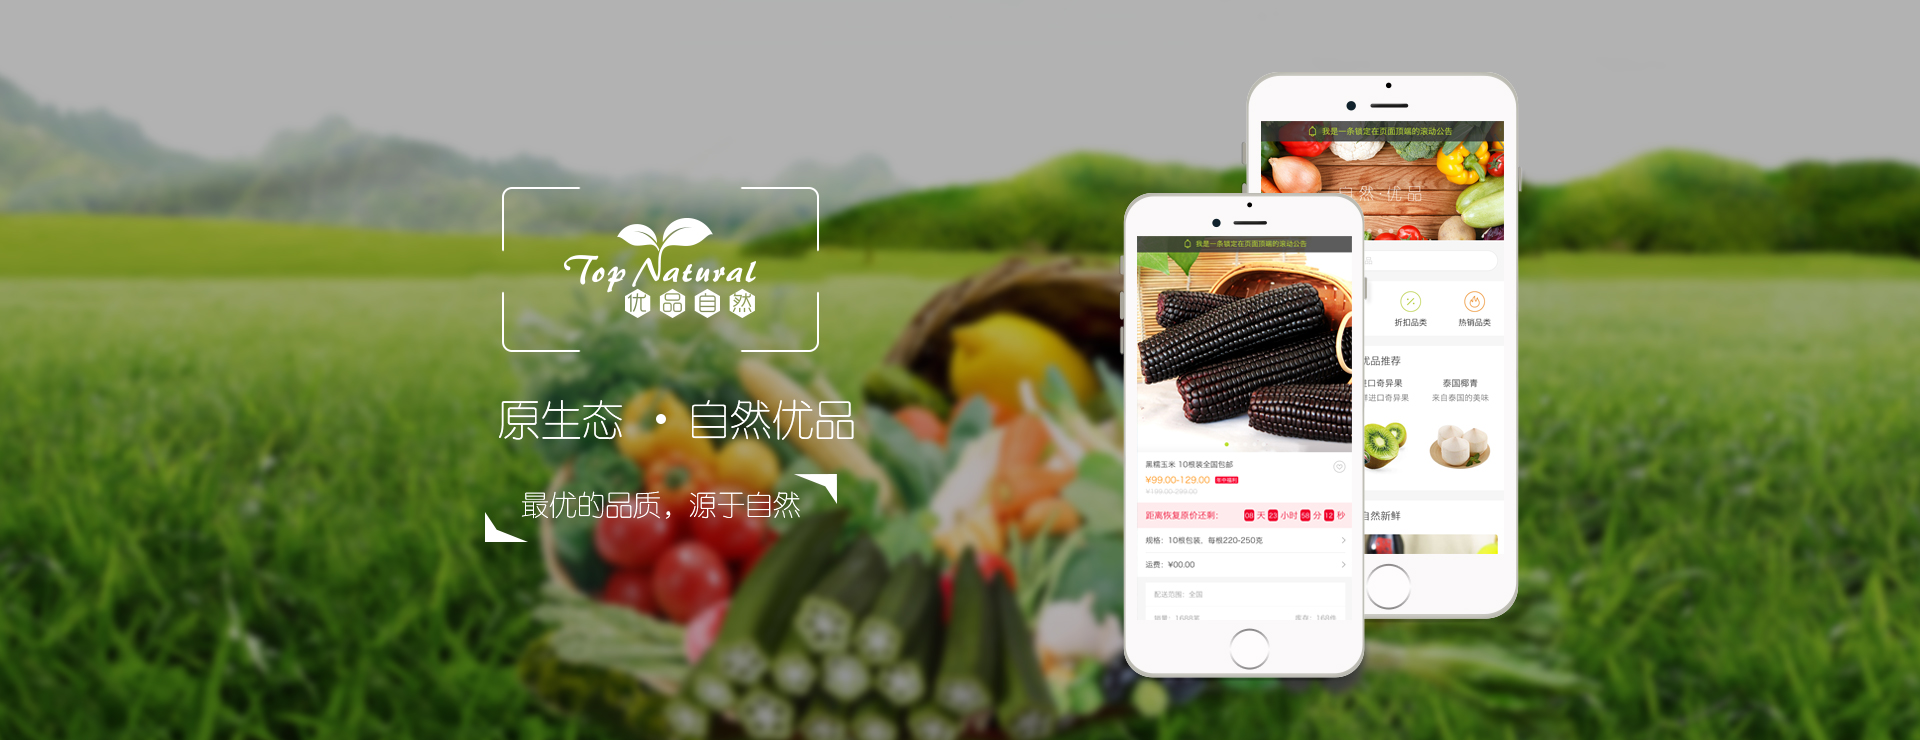 Top Natural
优品自然
原生态 · 自然优品
最优的品质，源于自然
我是一条锁定在页面顶端的滚动公告
黑糯玉米 10根装全国包邮
¥99.00-129.00
¥199.00-299.00
距离恢复原价还剩： 08 天 23 小时 58 分 12 秒
规格：10根包装，每根220-250克
运费：¥00.00
配送范围：全国
我是一条锁定在页面顶端的滚动公告
自然·优品
品
折扣品类 热销品类
优品推荐
进口奇异果 泰国椰青
进口奇异果 来自泰国的美味
自然新鲜